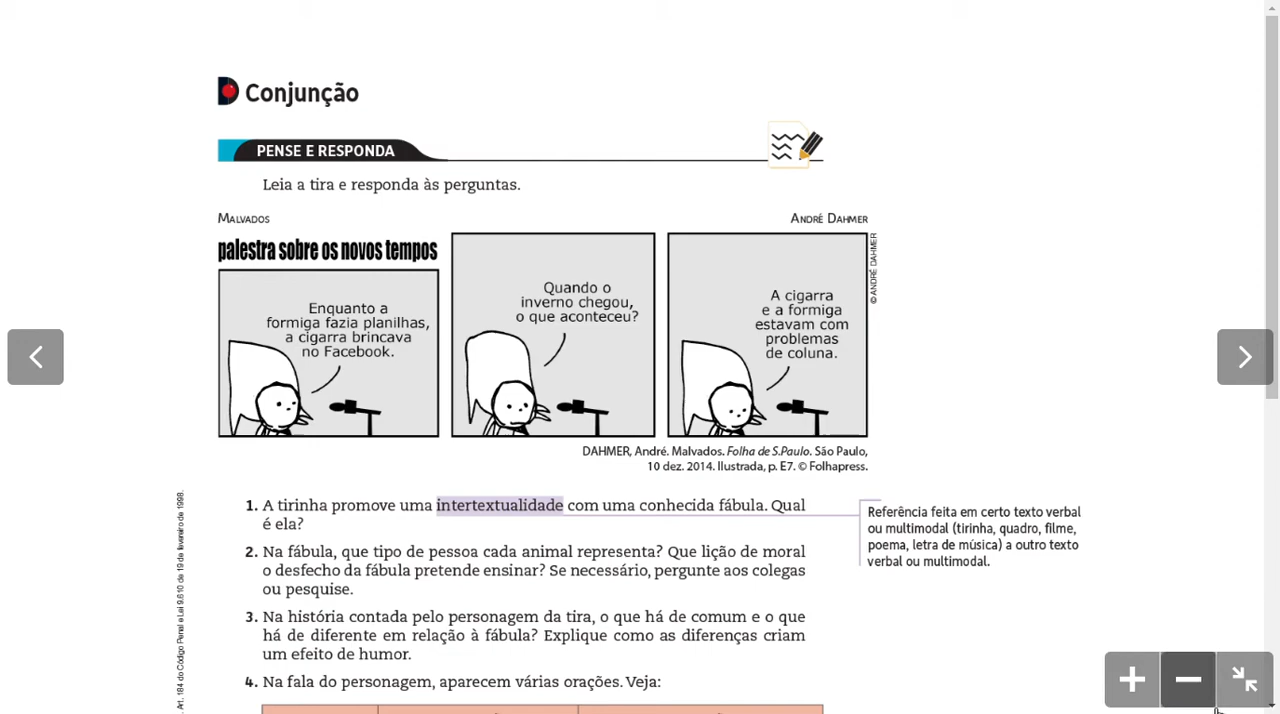 Conjunção
PENSE E RESPONDA
Leia a tira e responda às perguntas.
MALVADOS
ANDRÉ DAHMER
palestra sobre os novos tempos
Enquanto a
formiga fazia planilhas,
a cigarra brincava
no Facebook.
Quando o
inverno chegou,
o que aconteceu?
A cigarra
e a formiga
estavam com
problemas
de coluna.
© ANDRÉ DAHMER
DAHMER, André. Malvados. Folha de S.Paulo. São Paulo,
10 dez. 2014. Ilustrada, p. E7. © Folhapress.
1. A tirinha promove uma intertextualidade com uma conhecida fábula. Qual
é ela?
Referência feita em certo texto verbal
ou multimodal (tirinha, quadro, filme,
poema, letra de música) a outro texto
verbal ou multimodal.
2. Na fábula, que tipo de pessoa cada animal representa? Que lição de moral
o desfecho da fábula pretende ensinar? Se necessário, pergunte aos colegas
ou pesquise.
3. Na história contada pelo personagem da tira, o que há de comum e o que
há de diferente em relação à fábula? Explique como as diferenças criam
um efeito de humor.
4. Na fala do personagem, aparecem várias orações. Veja:
. Art. 184 do Código Penal e Lei 9.610 de 19 de fevereiro de 1998.